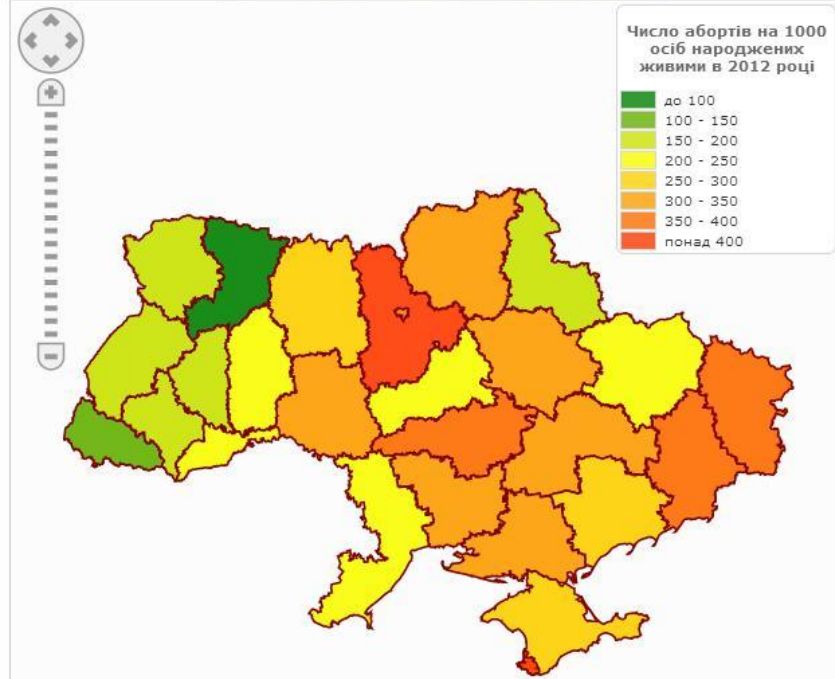 Число абортів на 1000
осіб народжених
живими в 2012 році
до 100
100 - 150
150 - 200
200 - 250
250 - 300
300 - 350
350 - 400
понад 400